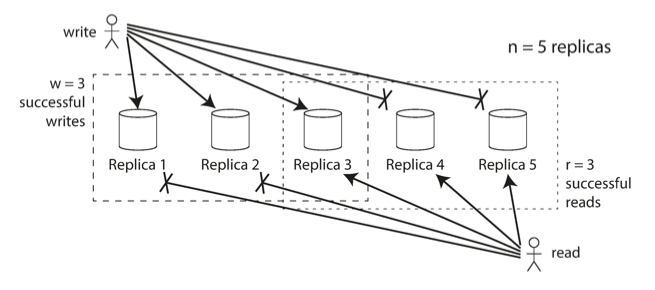 write
n = 5 replicas
w = 3
successful
writes
Replica 1
Replica 2
Replica 3
Replica 4
Replica 5
r = 3
successful
reads
read